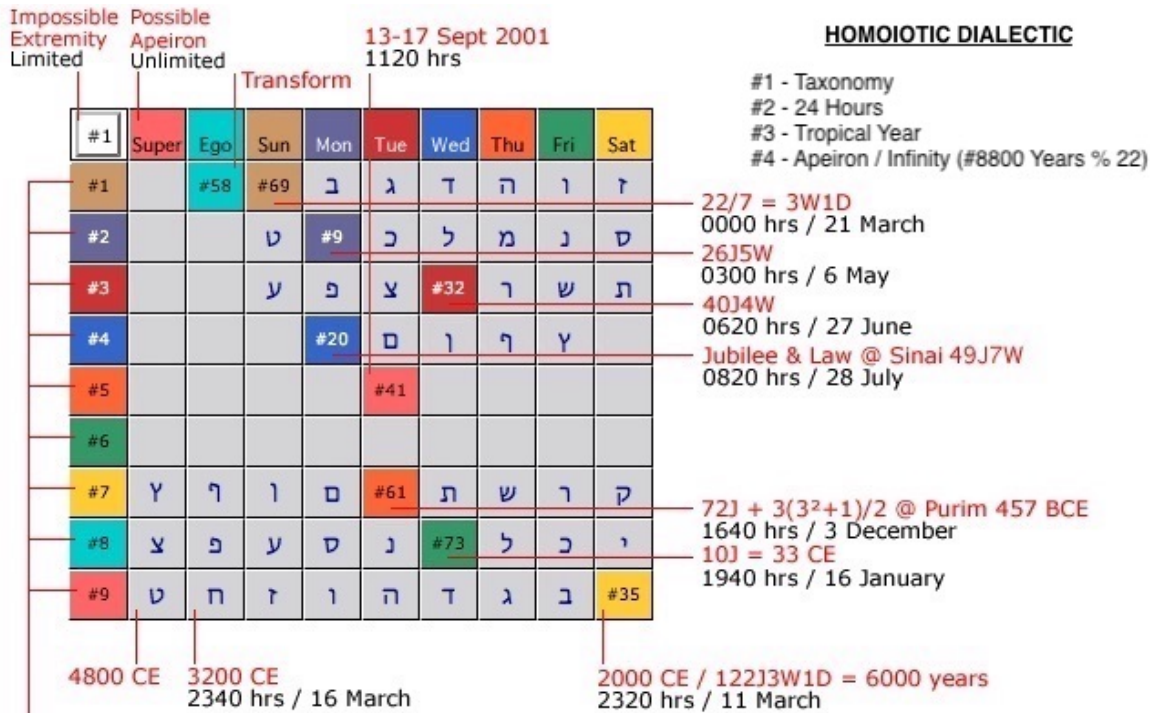 Impossible Extremity
Limited
Possible Apeiron
Unlimited
Transform
13-17 Sept 2001
1120 hrs
HOMOIOTIC DIALECTIC
#1 - Taxonomy
#2 - 24 Hours
#3 - Tropical Year
#4 - Apeiron / Infinity (#8800 Years % 22)
#1 Super Ego Sun Mon Tue Wed Thu Fri Sat
#1 #58 #69 ב ג ד ה ו ז
#2 ט #9 כ ל מ נ ס
#3 ע פ צ #32 ר ש ת
#4 #20 ם ן ף ץ
#5 #41
#6
#7 ץ ף ן ם #61 ת ש ר ק
#8 צ פ ע ס נ #73 ל כ י
#9 ט ח ז ו ה ד ג ב #35
22/7 = 3W1D
0000 hrs / 21 March
26J5W
0300 hrs / 6 May
40J4W
0620 hrs / 27 June
Jubilee & Law @ Sinai 49J7W
0820 hrs / 28 July
72J + 3(3²+1)/2 @ Purim 457 BCE
1640 hrs / 3 December
10J = 33 CE
1940 hrs / 16 January
4800 CE
3200 CE
2340 hrs / 16 March
2000 CE / 122J3W1D = 6000 years
2320 hrs / 11 March